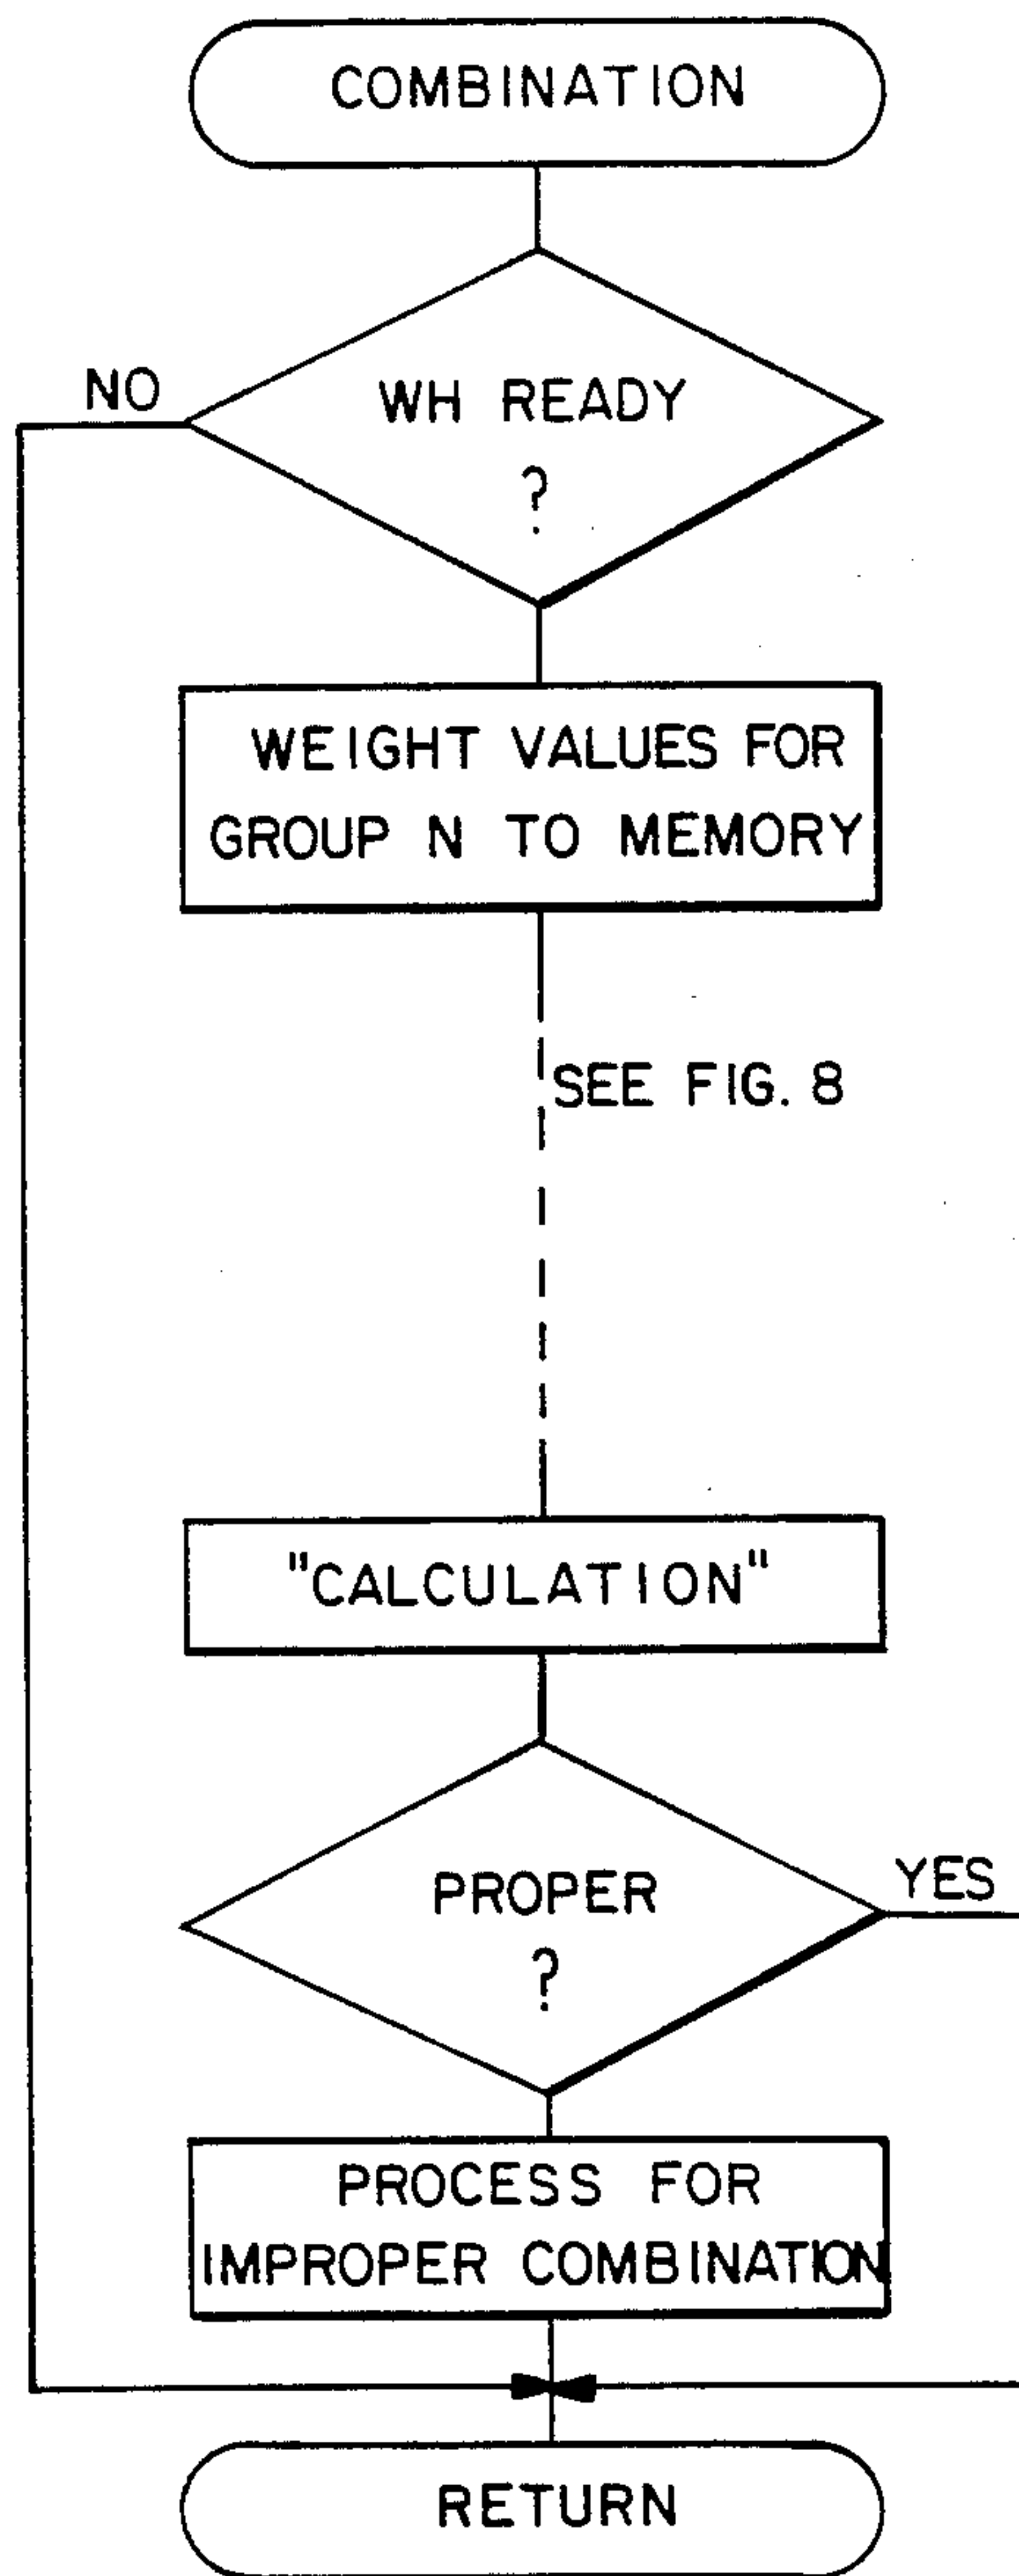 COMBINATION
NO
WH READY
?
WEIGHT VALUES FOR
GROUP N TO MEMORY
SEE FIG. 8
"CALCULATION"
YES
PROPER
?
PROCESS FOR
IMPROPER COMBINATION
RETURN